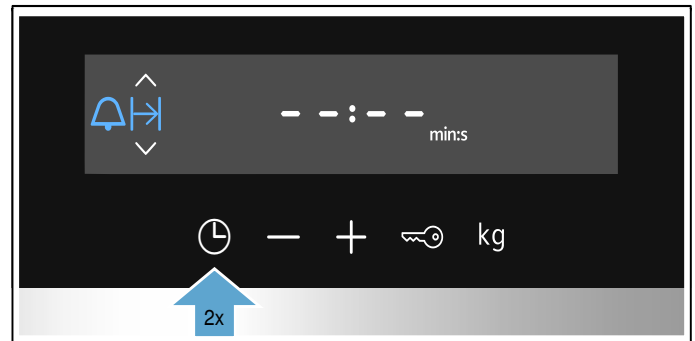 – –:– –
min:s
kg
2x